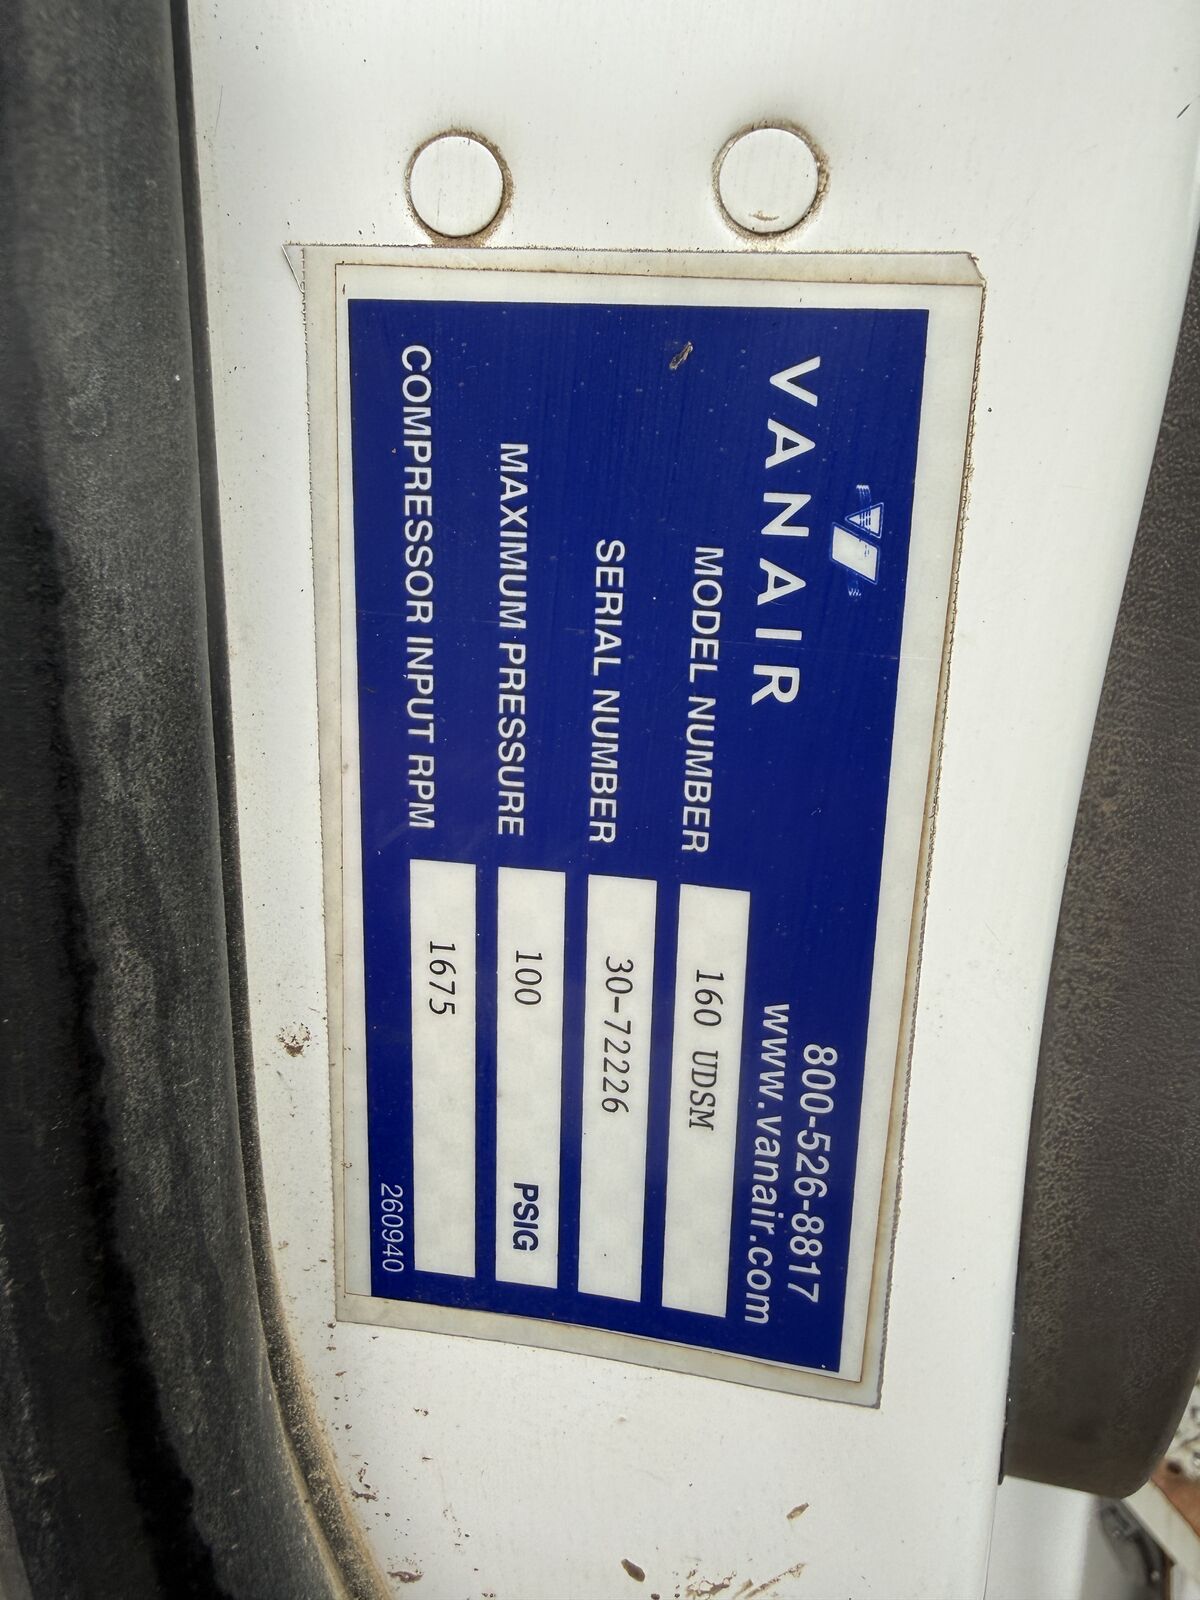 VANAIR
800-526-8817
www.vanair.com
MODEL NUMBER 160 UDSM
SERIAL NUMBER 30-72226
MAXIMUM PRESSURE 100 PSIG
COMPRESSOR INPUT RPM 1675
260940